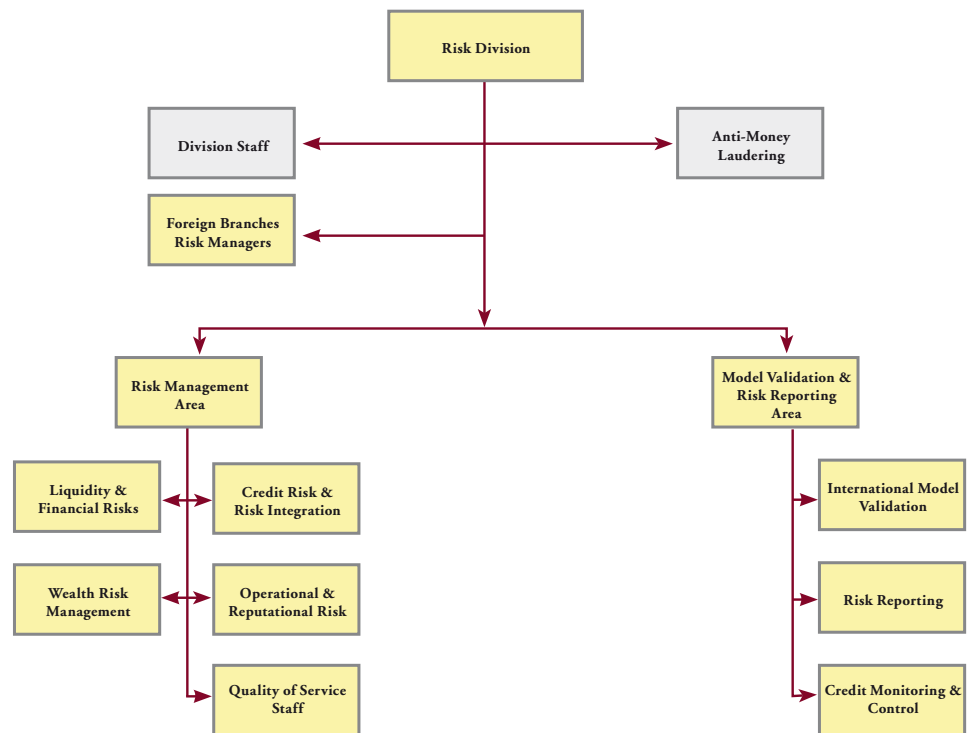 Risk Division
Division Staff
Anti-Money
Laudering
Foreign Branches
Risk Managers
Risk Management
Area
Model Validation &
Risk Reporting
Area
Liquidity &
Financial Risks
Credit Risk &
Risk Integration
International Model
Validation
Wealth Risk
Management
Operational &
Reputational Risk
Risk Reporting
Quality of Service
Staff
Credit Monitoring &
Control